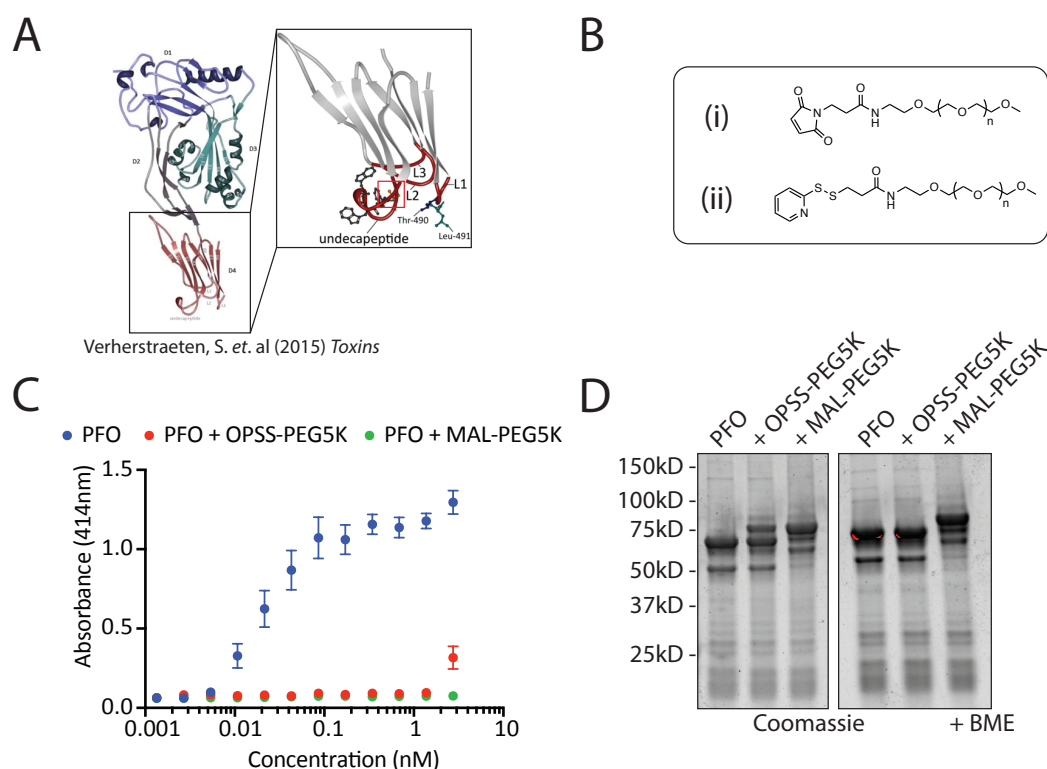 A
D1
D2
D3
D4
undecapeptide
L3
L2
L1
Thr-490
Leu-491
undecapeptide
Verherstraeten, S. et. al (2015) Toxins
B
(i)
O
N
O
O
N
H
O
O
n
O
(ii)
N
S
S
O
N
H
O
O
n
O
C
PFO
PFO + OPSS-PEG5K
PFO + MAL-PEG5K
Absorbance (414nm)
1.5
1.0
0.5
0.0
0.001
0.01
0.1
1
10
Concentration (nM)
D
PFO
+ OPSS-PEG5K
+ MAL-PEG5K
PFO
+ OPSS-PEG5K
+ MAL-PEG5K
150kD -
100kD -
75kD -
50kD -
37kD -
25kD -
Coomassie
+ BME